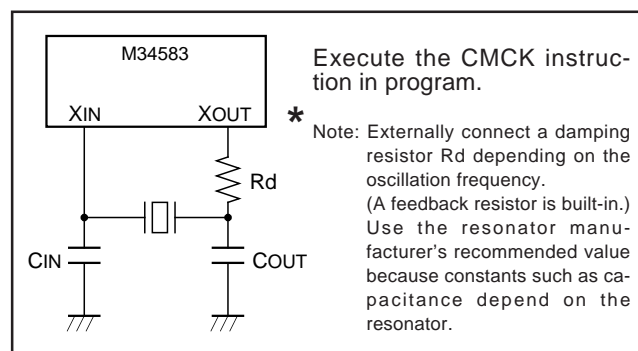 M34583
XIN
XOUT
Rd
CIN
COUT
Execute the CMCK instruc-
tion in program.
*
Note: Externally connect a damping
resistor Rd depending on the
oscillation frequency.
(A feedback resistor is built-in.)
Use the resonator manu-
facturer's recommended value
because constants such as ca-
pacitance depend on the
resonator.